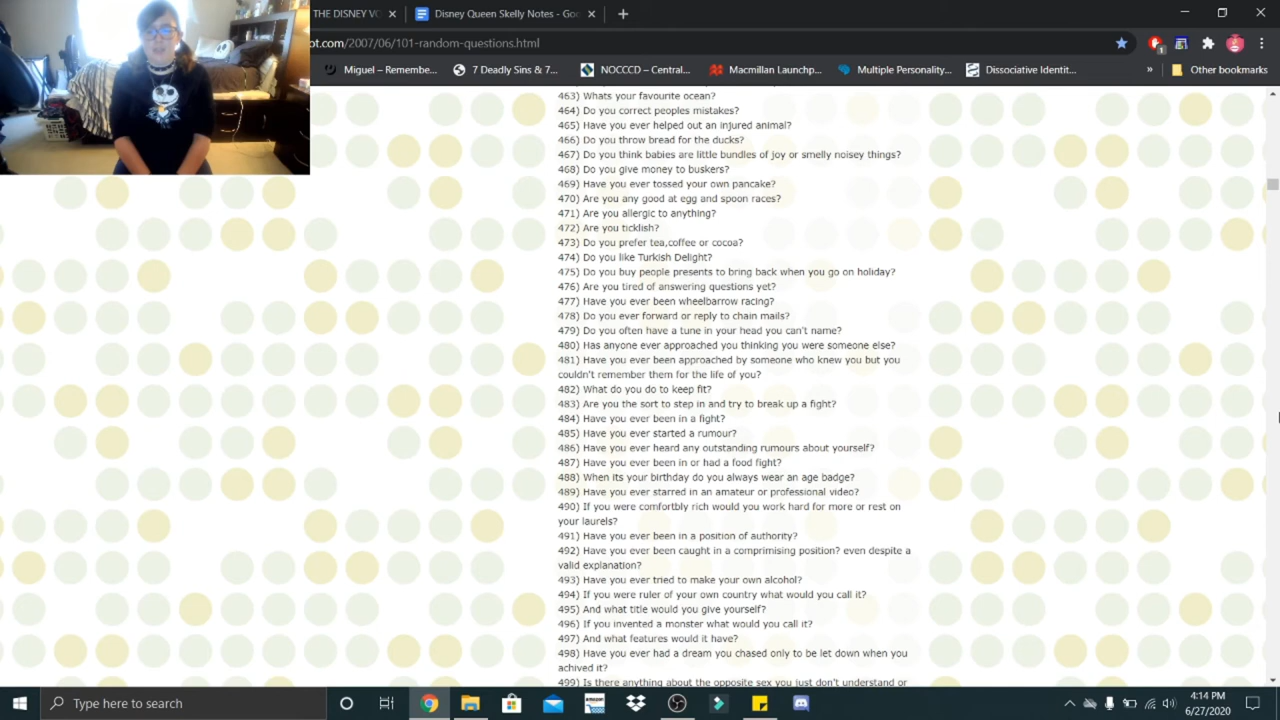 THE DISNEY VO
Disney Queen Skelly Notes - Goo
ot.com/2007/06/101-random-questions.html
1
Miguel – Remembe...
7 Deadly Sins & 7...
NOCCCD – Central...
Macmillan Launchp...
Multiple Personality...
Dissociative Identit...
»
Other bookmarks
463) Whats your favourite ocean?
464) Do you correct peoples mistakes?
465) Have you ever helped out an injured animal?
466) Do you throw bread for the ducks?
467) Do you think babies are little bundles of joy or smelly noisey things?
468) Do you give money to buskers?
469) Have you ever tossed your own pancake?
470) Are you any good at egg and spoon races?
471) Are you allergic to anything?
472) Are you ticklish?
473) Do you prefer tea,coffee or cocoa?
474) Do you like Turkish Delight?
475) Do you buy people presents to bring back when you go on holiday?
476) Are you tired of answering questions yet?
477) Have you ever been wheelbarrow racing?
478) Do you ever forward or reply to chain mails?
479) Do you often have a tune in your head you can't name?
480) Has anyone ever approached you thinking you were someone else?
481) Have you ever been approached by someone who knew you but you
couldn't remember them for the life of you?
482) What do you do to keep fit?
483) Are you the sort to step in and try to break up a fight?
484) Have you ever been in a fight?
485) Have you ever started a rumour?
486) Have you ever heard any outstanding rumours about yourself?
487) Have you ever been in or had a food fight?
488) When its your birthday do you always wear an age badge?
489) Have you ever starred in an amateur or professional video?
490) If you were comfortbly rich would you work hard for more or rest on
your laurels?
491) Have you ever been in a position of authority?
492) Have you ever been caught in a comprimising position? even despite a
valid explanation?
493) Have you ever tried to make your own alcohol?
494) If you were ruler of your own country what would you call it?
495) And what title would you give yourself?
496) If you invented a monster what would you call it?
497) And what features would it have?
498) Have you ever had a dream you chased only to be let down when you
achived it?
499) Is there anything about the opposite sex you just don't understand or
Type here to search
amazon
4:14 PM
6/27/2020